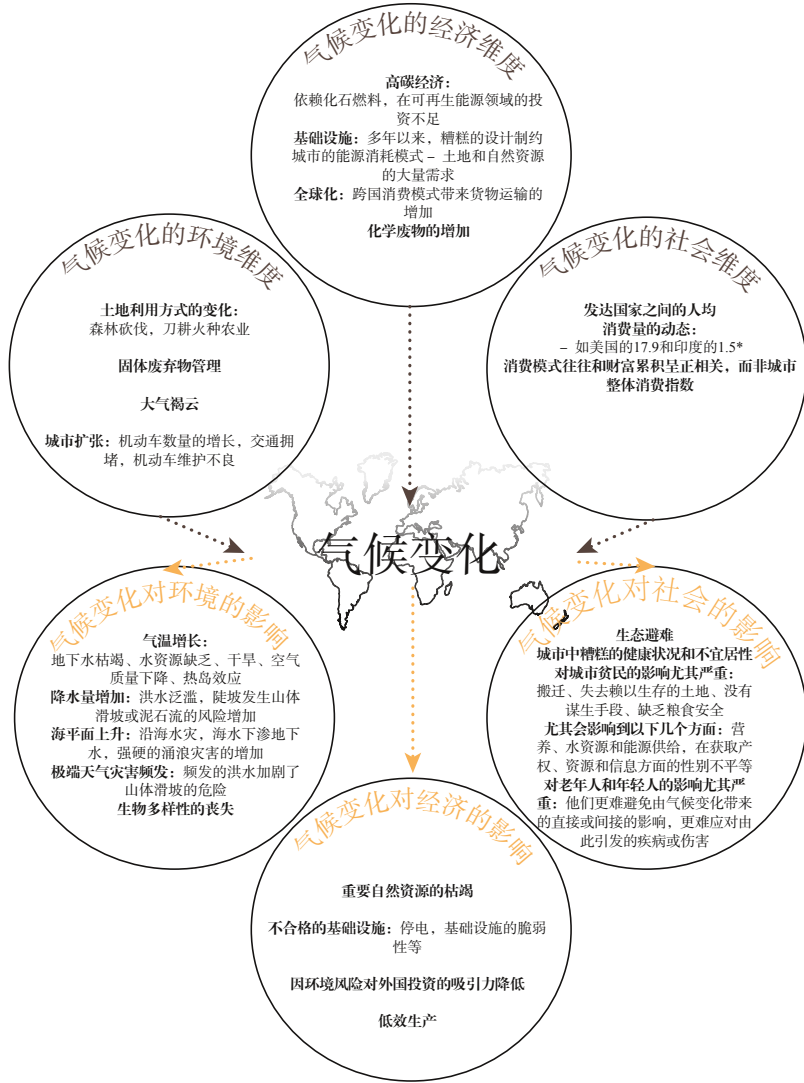 气候变化的经济维度
高碳经济：
依赖化石燃料，在可再生能源领域的投
资不足
基础设施：多年以来，糟糕的设计制约
城市的能源消耗模式 – 土地和自然资源
的大量需求
全球化：跨国消费模式带来货物运输的
增加
化学废物的增加
气候变化的环境维度
土地利用方式的变化：
森林砍伐，刀耕火种农业
固体废弃物管理
大气褐云
城市扩张：机动车数量的增长，交通拥
堵，机动车维护不良
气候变化的社会维度
发达国家之间的人均
消费量的动态：
– 如美国的17.9和印度的1.5*
消费模式往往和财富累积呈正相关，而非城市
整体消费指数
气候变化
气候变化对环境的影响
气温增长：
地下水枯竭、水资源缺乏、干旱、空气
质量下降、热岛效应
降水量增加：洪水泛滥，陡坡发生山体
滑坡或泥石流的风险增加
海平面上升：沿海水灾，海水下渗地下
水，强硬的涌浪灾害的增加
极端天气灾害频发：频发的洪水加剧了
山体滑坡的危险
生物多样性的丧失
气候变化对社会的影响
生态避难
城市中糟糕的健康状况和不宜居性
对城市贫民的影响尤其严重：
搬迁、失去赖以生存的土地、没有
谋生手段、缺乏粮食安全
尤其会影响到以下几个方面：营
养、水资源和能源供给，在获取产
权、资源和信息方面的性别不平等
对老年人和年轻人的影响尤其严
重：他们更难避免由气候变化带来
的直接或间接的影响，更难应对由
此引发的疾病或伤害
气候变化对经济的影响
重要自然资源的枯竭
不合格的基础设施：停电，基础设施的脆弱
性等
因环境风险对外国投资的吸引力降低
低效生产